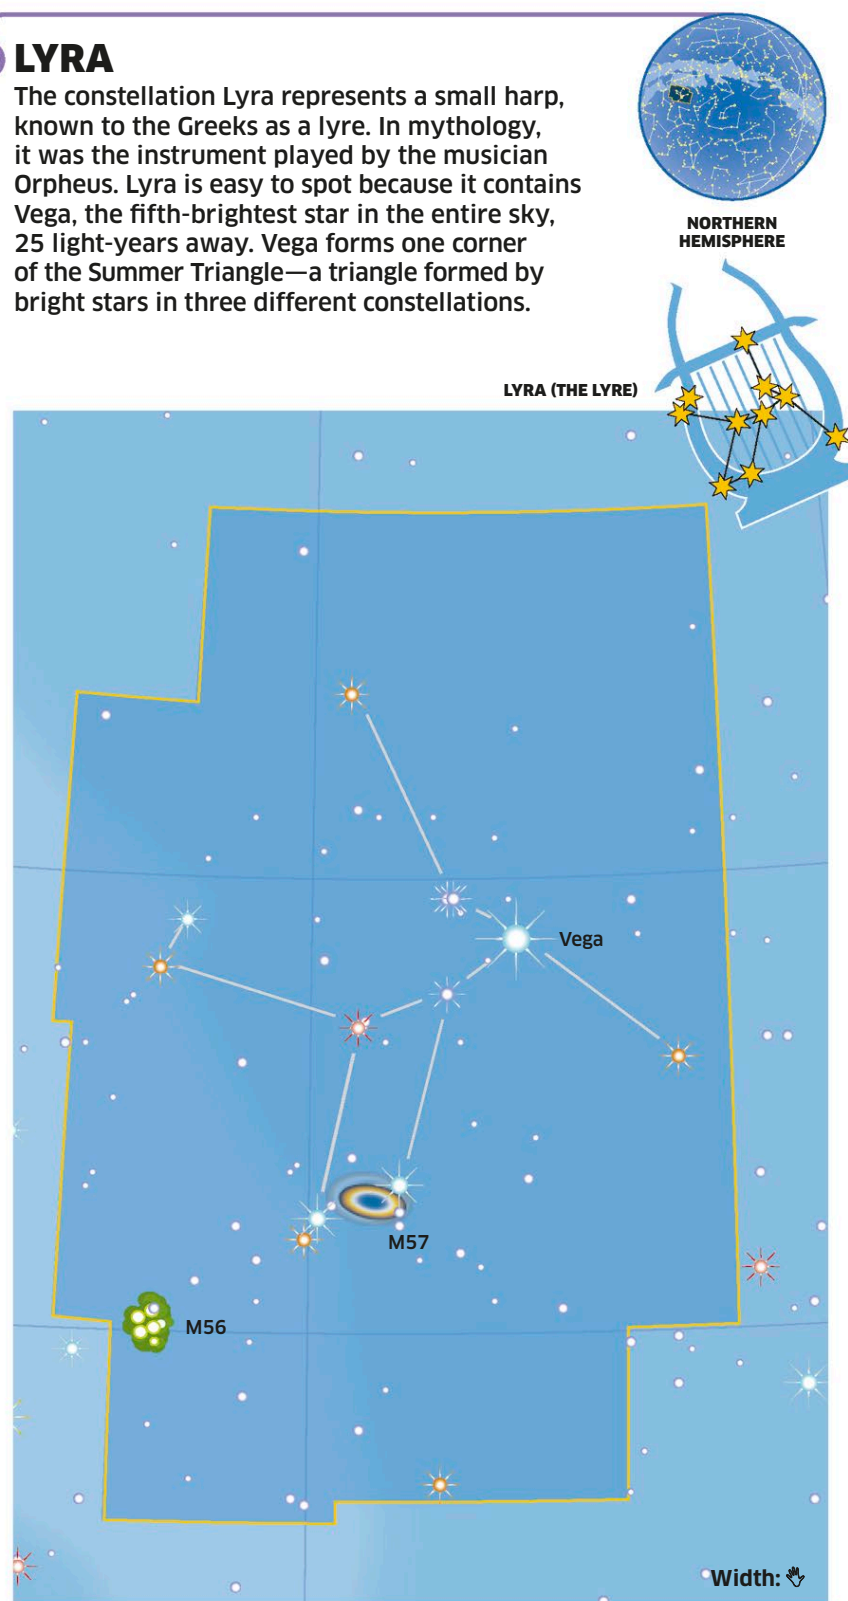 LYRA
The constellation Lyra represents a small harp,
known to the Greeks as a lyre. In mythology,
it was the instrument played by the musician
Orpheus. Lyra is easy to spot because it contains
Vega, the fifth-brightest star in the entire sky,
25 light-years away. Vega forms one corner
of the Summer Triangle—a triangle formed by
bright stars in three different constellations.
NORTHERN
HEMISPHERE
LYRA (THE LYRE)
Vega
M57
M56
Width: